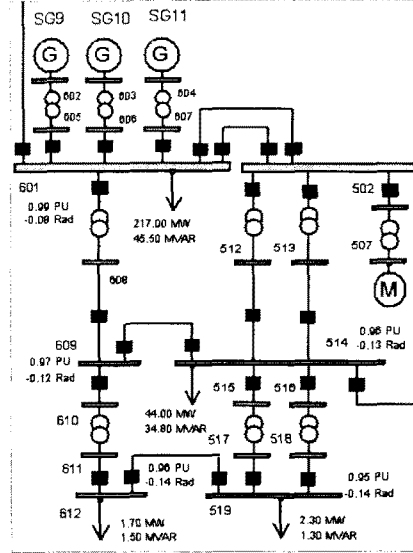 SG9 SG10 SG11
G G G
602 603 604
605 606 607
601 502
0.99 PU
-0.09 Rad
217.00 MW
45.50 MVAR
512 513 507
M
608
609 514
0.96 PU
-0.13 Rad
0.97 PU
-0.12 Rad
44.00 MW
34.80 MVAR
515 516
610 517 518
611
0.96 PU
-0.14 Rad
0.95 PU
-0.14 Rad
612 519
1.70 MW
1.50 MVAR
2.30 MW
1.30 MVAR